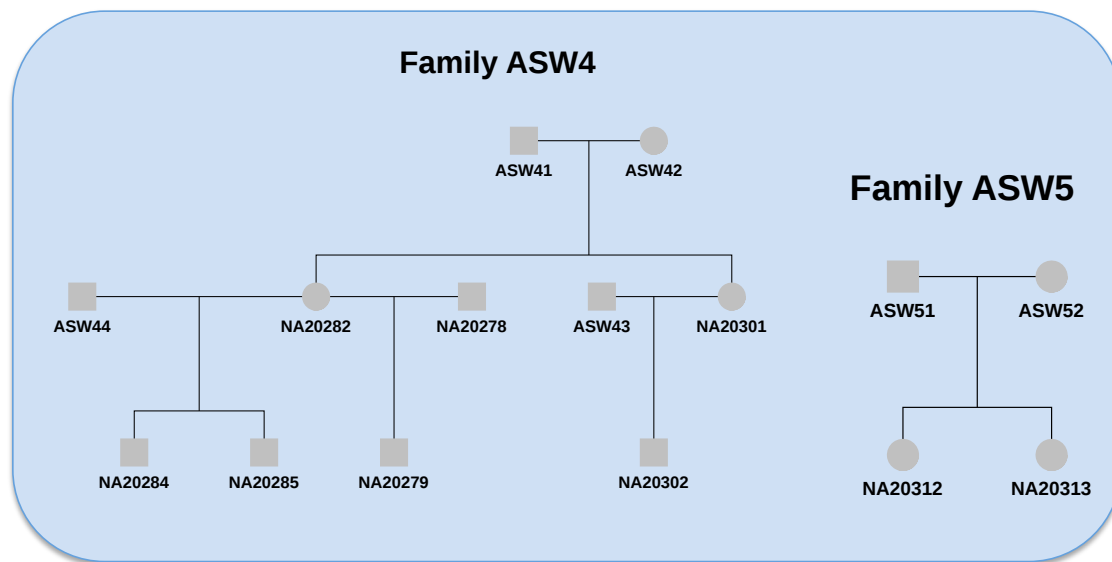 Family ASW4
ASW41
ASW42
Family ASW5
ASW44
NA20282
NA20278
ASW43
NA20301
ASW51
ASW52
NA20284
NA20285
NA20279
NA20302
NA20312
NA20313